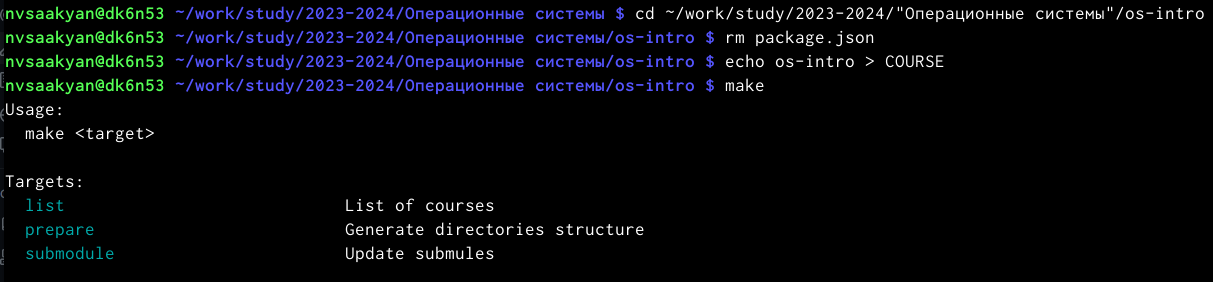 nvsaakyan@dk6n53 ~/work/study/2023-2024/Операционные системы $ cd ~/work/study/2023-2024/"Операционные системы"/os-intro
nvsaakyan@dk6n53 ~/work/study/2023-2024/Операционные системы/os-intro $ rm package.json
nvsaakyan@dk6n53 ~/work/study/2023-2024/Операционные системы/os-intro $ echo os-intro > COURSE
nvsaakyan@dk6n53 ~/work/study/2023-2024/Операционные системы/os-intro $ make
Usage:
  make <target>

Targets:
  list                            List of courses
  prepare                         Generate directories structure
  submodule                       Update submules